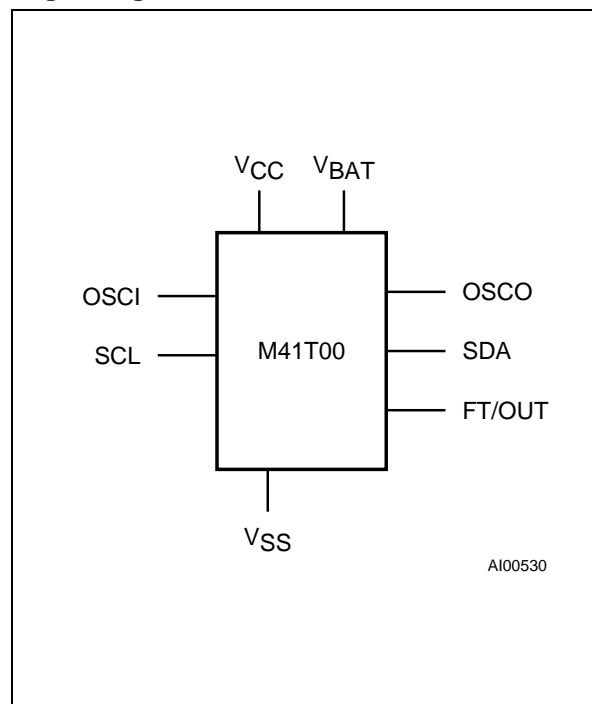 VCC VBAT
OSCI OSCO
SCL M41T00 SDA
FT/OUT
VSS
AI00530